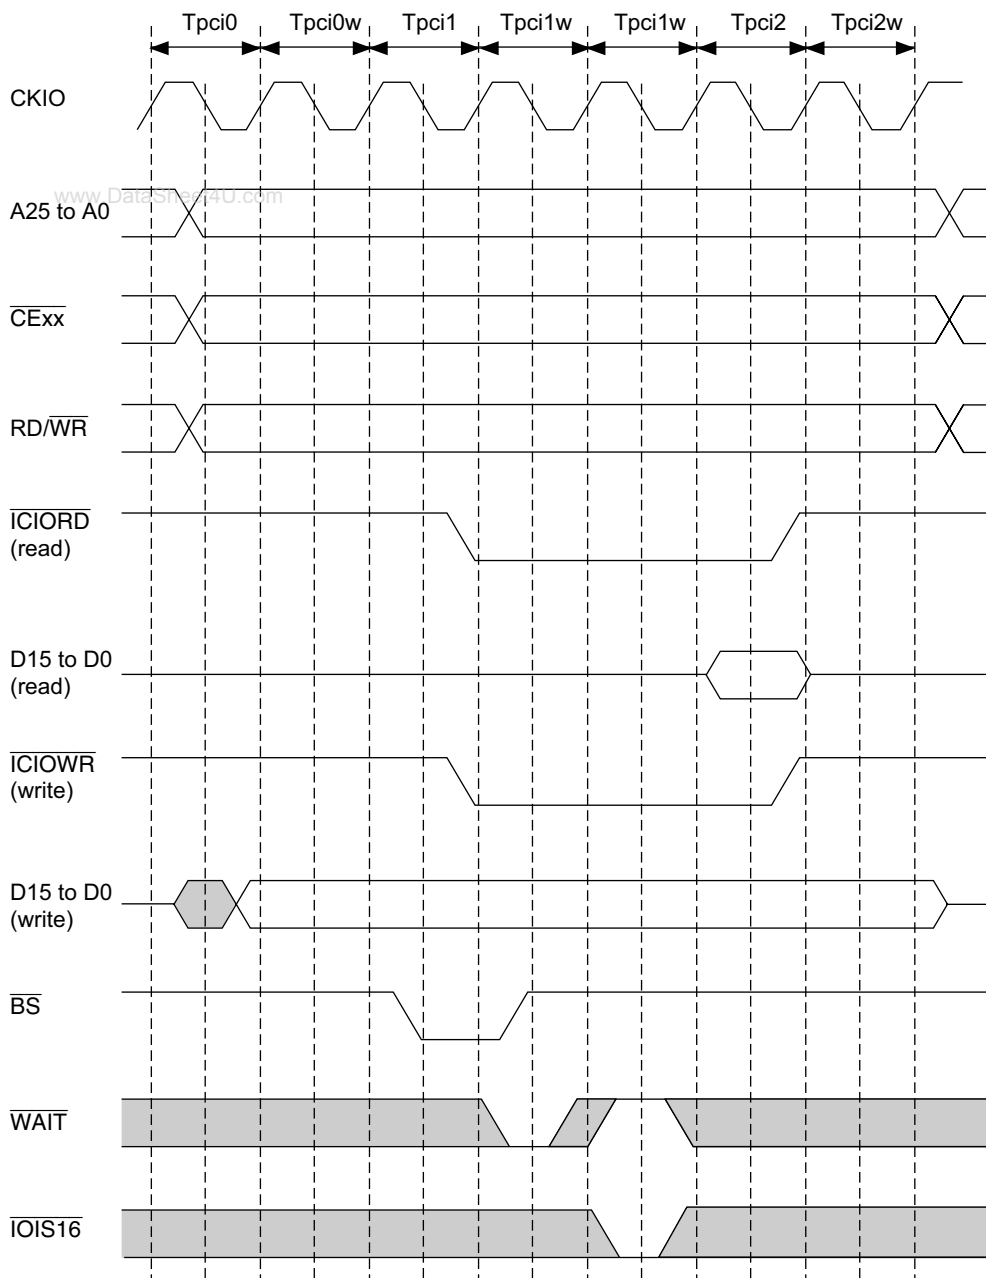 Tpci0 Tpci0w Tpci1 Tpci1w Tpci1w Tpci2 Tpci2w
CKIO
www.DataSheet4U.com
A25 to A0
CExx
RD/WR
ICIORD
(read)
D15 to D0
(read)
ICIOWR
(write)
D15 to D0
(write)
BS
WAIT
IOIS16